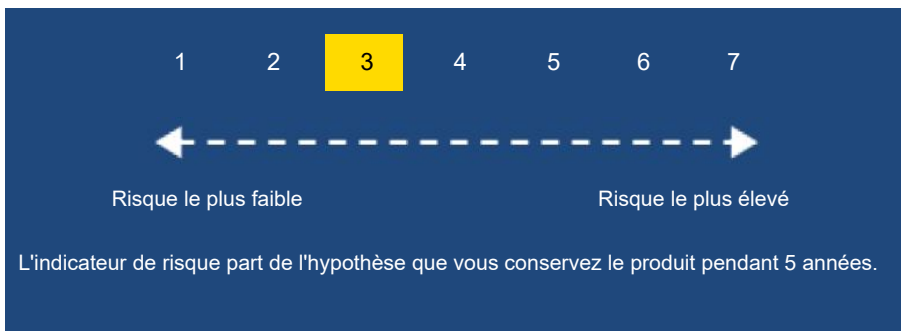 1 2 3 4 5 6 7
Risque le plus faible Risque le plus élevé
L'indicateur de risque part de l'hypothèse que vous conservez le produit pendant 5 années.